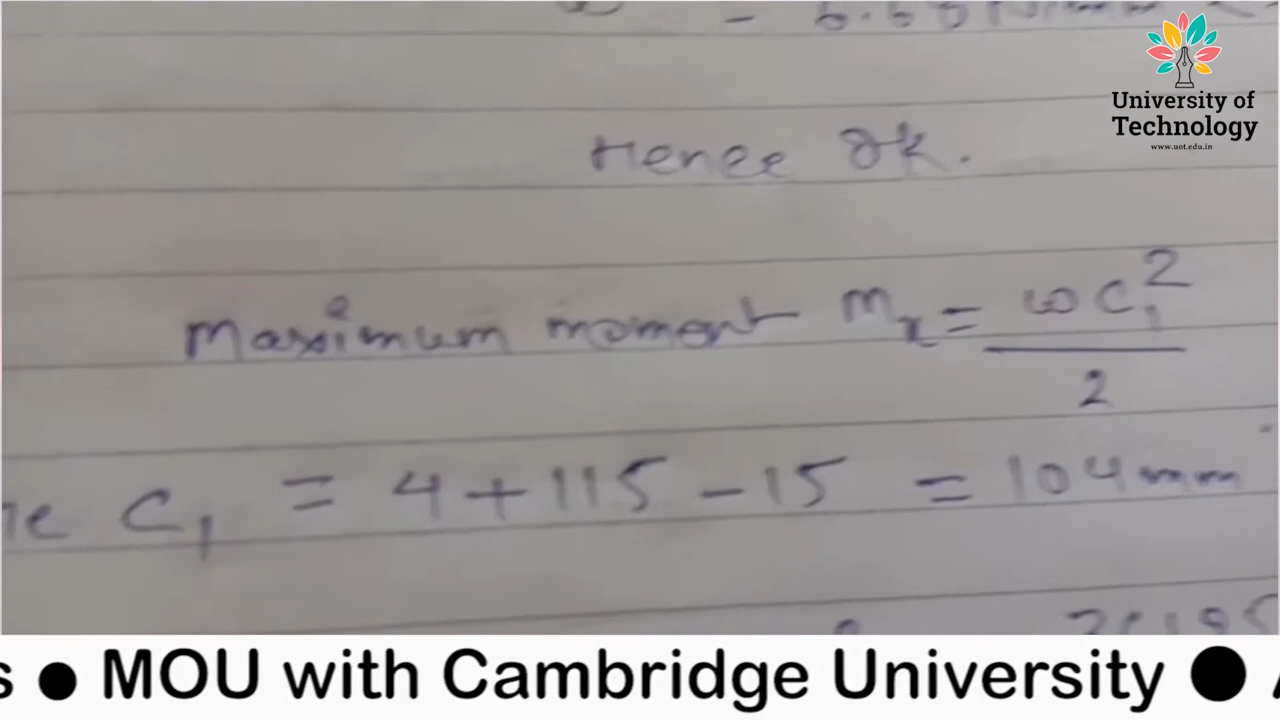 University of
Technology
www.uot.edu.in
Hence ok.
Maximum moment Mx = ωC₁²/2
C₁ = 4+115-15 = 104mm
s ● MOU with Cambridge University ●